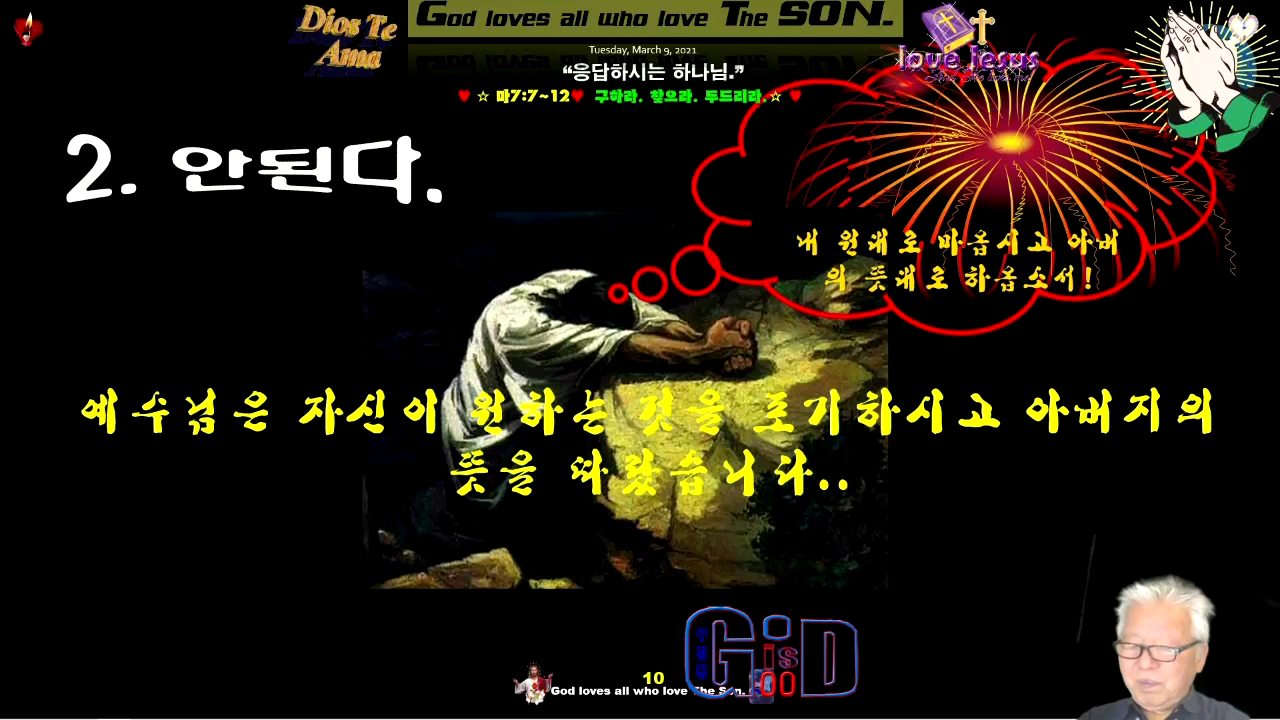 Dios Te
Ama
God loves all who love The SON.
Tuesday, March 9, 2021
“응답하시는 하나님.”
♥ ☆ 마7:7~12♥ 구하라. 찾으라. 두드리라.☆ ♥
love Jesus
2. 안된다.
내 원대로 마옵시고 아버
의 뜻대로 하옵소서!
예수님은 자신이 원하는 것을 포기하시고 아버지의
뜻을 따랐습니다..
GOD
is
10
God loves all who love The Son.